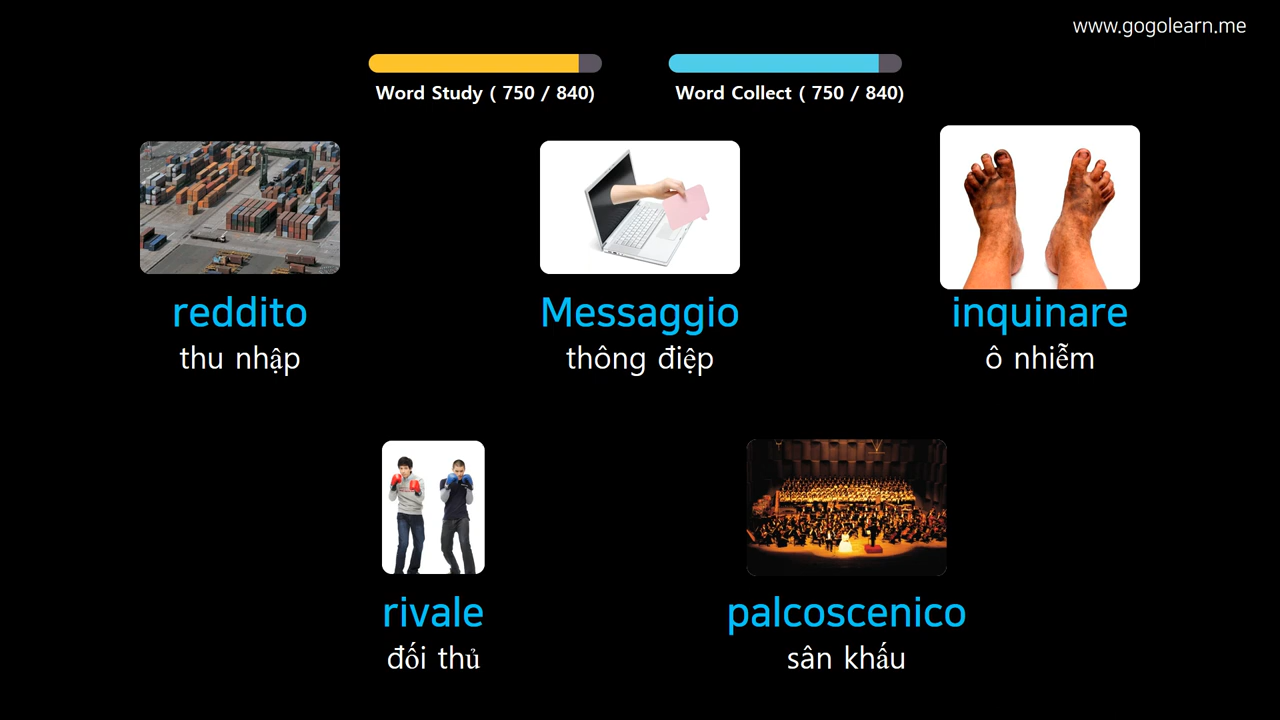 www.gogolearn.me
Word Study ( 750 / 840)
Word Collect ( 750 / 840)
reddito
thu nhập
Messaggio
thông điệp
inquinare
ô nhiễm
rivale
đối thủ
palcoscenico
sân khấu